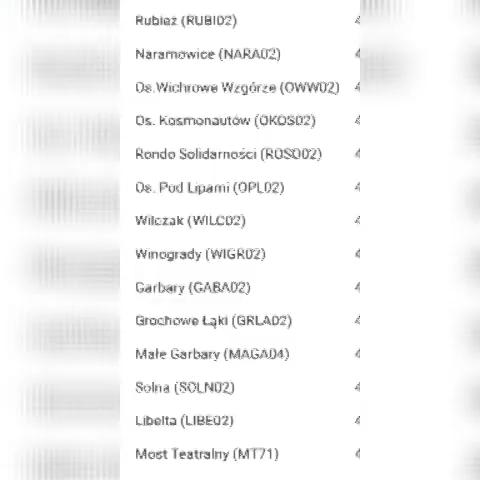 Rubież (RUBI02)
Naramowice (NARA02)
Os.Wichrowe Wzgórze (OWW02)
Os. Kosmonautów (OKOS02)
Rondo Solidarności (ROSO02)
Os. Pod Lipami (OPL02)
Wilczak (WILC02)
Winogrady (WIGR02)
Garbary (GABA02)
Grochowe Łąki (GRLA02)
Małe Garbary (MAGA04)
Solna (SOLN02)
Libelta (LIBE02)
Most Teatralny (MT71)